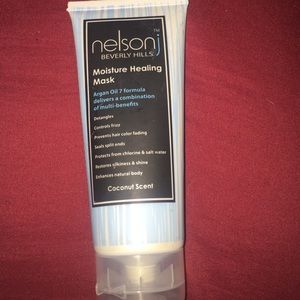 nelsonj™
BEVERLY HILLS
Moisture Healing
Mask
Argan Oil 7 formula
delivers a combination
of multi-benefits
Detangles
Controls frizz
Prevents hair color fading
Seals split ends
Protects from chlorine & salt water
Restores silkiness & shine
Enhances natural body
Coconut Scent